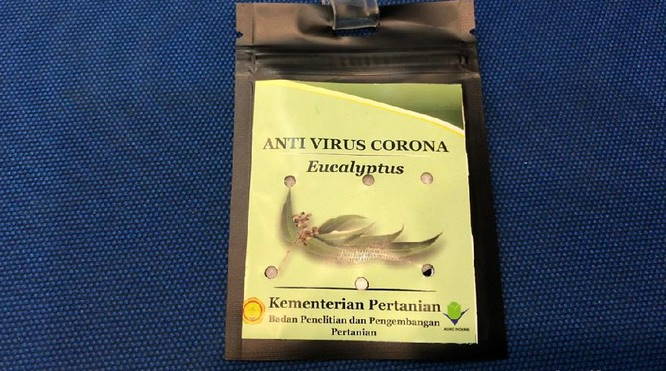 ANTI VIRUS CORONA
Eucalyptus
Kementerian Pertanian
Badan Penelitian dan Pengembangan
Pertanian